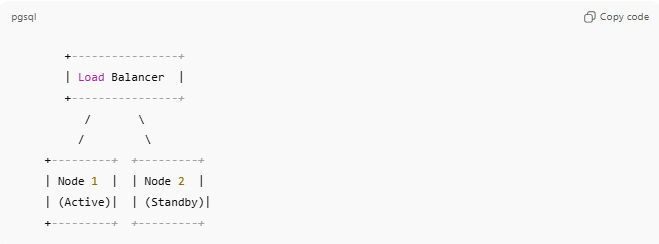 pgsql Copy code
+----------------+
| Load Balancer  |
+----------------+
/       \
/         \
+---------+  +---------+
| Node 1  |  | Node 2  |
| (Active)|  | (Standby)|
+---------+  +---------+